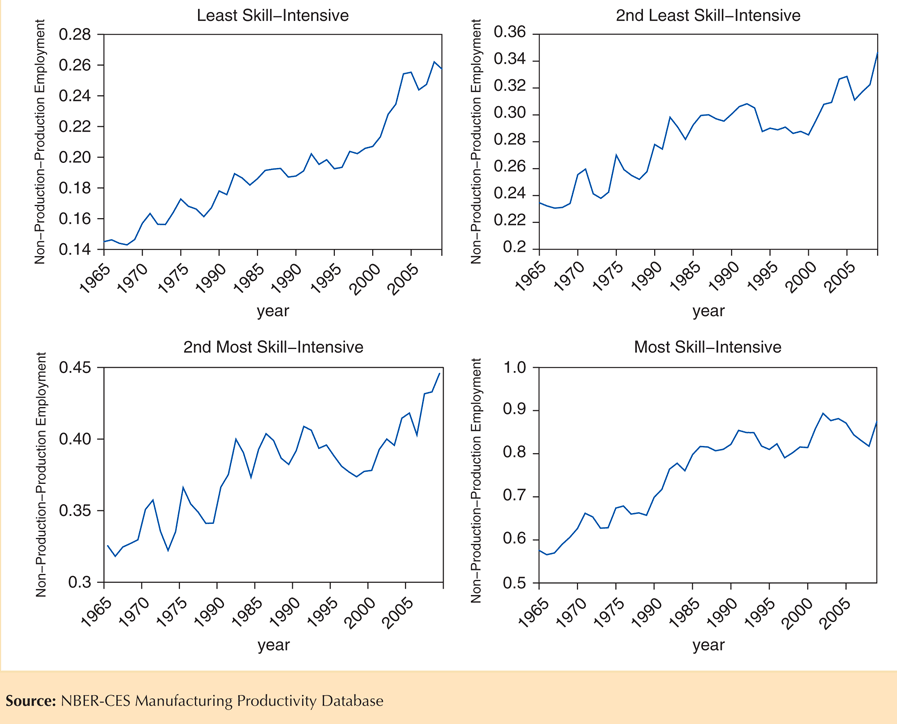 Least Skill–Intensive
Non–Production–Production Employment
0.28
0.26
0.24
0.22
0.20
0.18
0.16
0.14
1965 1970 1975 1980 1985 1990 1995 2000 2005
year
2nd Least Skill–Intensive
Non–Production–Production Employment
0.36
0.34
0.32
0.30
0.28
0.26
0.24
0.22
0.2
1965 1970 1975 1980 1985 1990 1995 2000 2005
year
2nd Most Skill–Intensive
Non–Production–Production Employment
0.45
0.40
0.35
0.3
1965 1970 1975 1980 1985 1990 1995 2000 2005
year
Most Skill–Intensive
Non–Production–Production Employment
1.0
0.9
0.8
0.7
0.6
0.5
1965 1970 1975 1980 1985 1990 1995 2000 2005
year
Source: NBER-CES Manufacturing Productivity Database